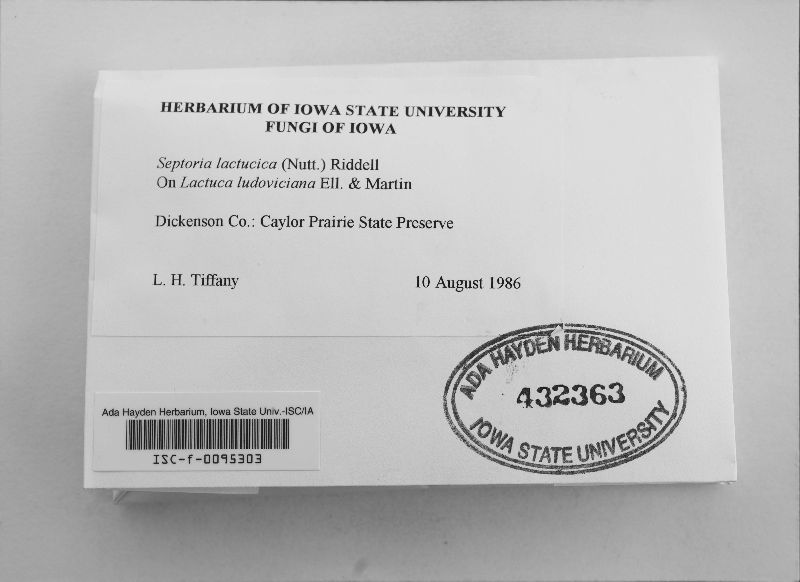 HERBARIUM OF IOWA STATE UNIVERSITY
FUNGI OF IOWA
Septoria lactucica (Nutt.) Riddell
On Lactuca ludoviciana Ell. & Martin
Dickenson Co.: Caylor Prairie State Preserve
L. H. Tiffany 10 August 1986
ADA HAYDEN HERBARIUM
432363
IOWA STATE UNIVERSITY
Ada Hayden Herbarium, Iowa State Univ.-ISC/IA
ISC-f-0095303